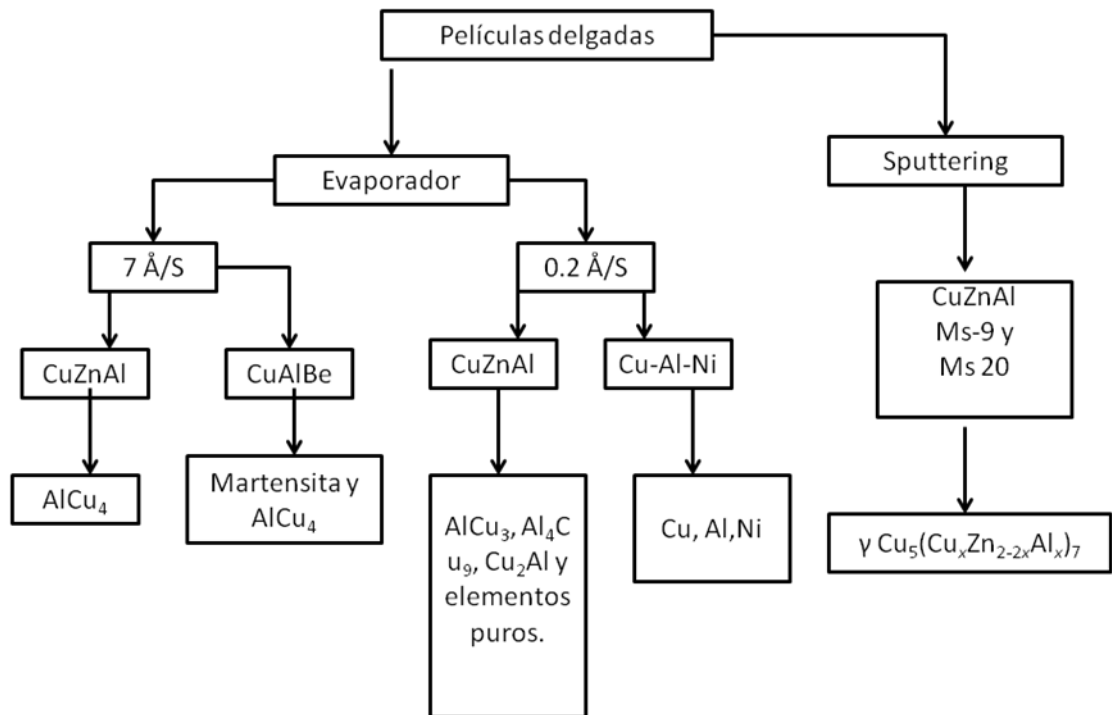 Películas delgadas
Evaporador
Sputtering
7 Å/S
0.2 Å/S
CuZnAl
Ms-9 y
Ms 20
CuZnAl
CuAlBe
CuZnAl
Cu-Al-Ni
AlCu₄
Martensita y
AlCu₄
AlCu₃, Al₄C
u₉, Cu₂Al y
elementos
puros.
Cu, Al,Ni
γ Cu₅(CuₓZn₂₋₂ₓAlₓ)₇